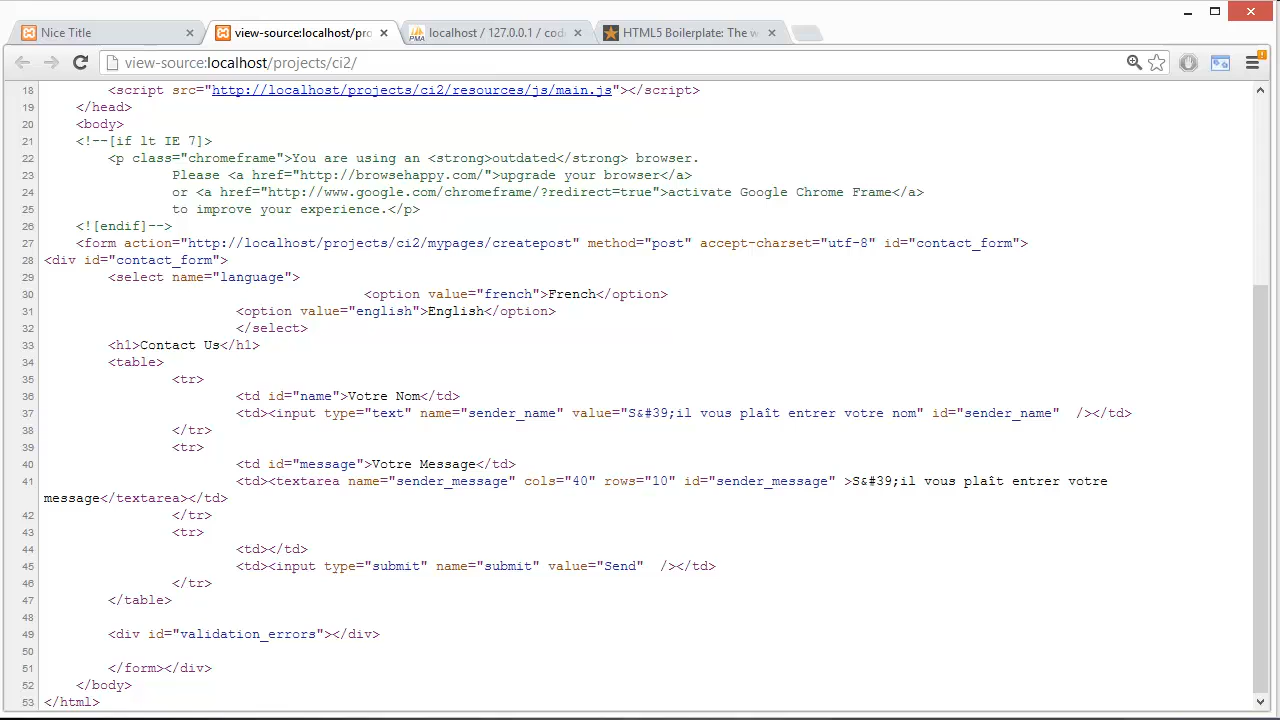 Nice Title
view-source:localhost/pro
localhost / 127.0.0.1 / cod
HTML5 Boilerplate: The w
view-source:localhost/projects/ci2/
18 <script src="http://localhost/projects/ci2/resources/js/main.js"></script>
19 </head>
20 <body>
21 <!--[if lt IE 7]>
22 <p class="chromeframe">You are using an <strong>outdated</strong> browser.
23 Please <a href="http://browsehappy.com/">upgrade your browser</a>
24 or <a href="http://www.google.com/chromeframe/?redirect=true">activate Google Chrome Frame</a>
25 to improve your experience.</p>
26 <![endif]-->
27 <form action="http://localhost/projects/ci2/mypages/createpost" method="post" accept-charset="utf-8" id="contact_form">
28 <div id="contact_form">
29 <select name="language">
30 <option value="french">French</option>
31 <option value="english">English</option>
32 </select>
33 <h1>Contact Us</h1>
34 <table>
35 <tr>
36 <td id="name">Votre Nom</td>
37 <td><input type="text" name="sender_name" value="S&#39;il vous plaît entrer votre nom" id="sender_name"  /></td>
38 </tr>
39 <tr>
40 <td id="message">Votre Message</td>
41 <td><textarea name="sender_message" cols="40" rows="10" id="sender_message" >S&#39;il vous plaît entrer votre
message</textarea></td>
42 </tr>
43 <tr>
44 <td></td>
45 <td><input type="submit" name="submit" value="Send"  /></td>
46 </tr>
47 </table>
48
49 <div id="validation_errors"></div>
50
51 </form></div>
52 </body>
53 </html>